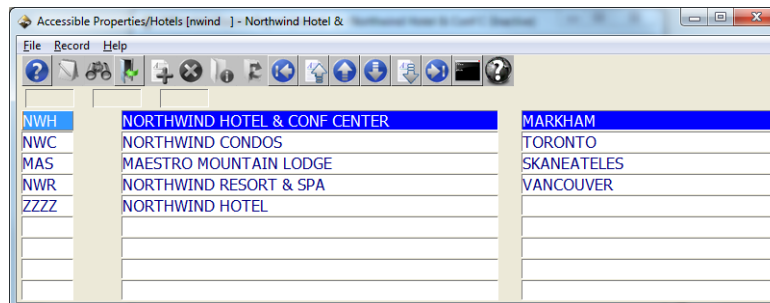 Accessible Properties/Hotels [nwind ] - Northwind Hotel &
File Record Help
NWH NORTHWIND HOTEL & CONF CENTER MARKHAM
NWC NORTHWIND CONDOS TORONTO
MAS MAESTRO MOUNTAIN LODGE SKANEATELES
NWR NORTHWIND RESORT & SPA VANCOUVER
ZZZZ NORTHWIND HOTEL